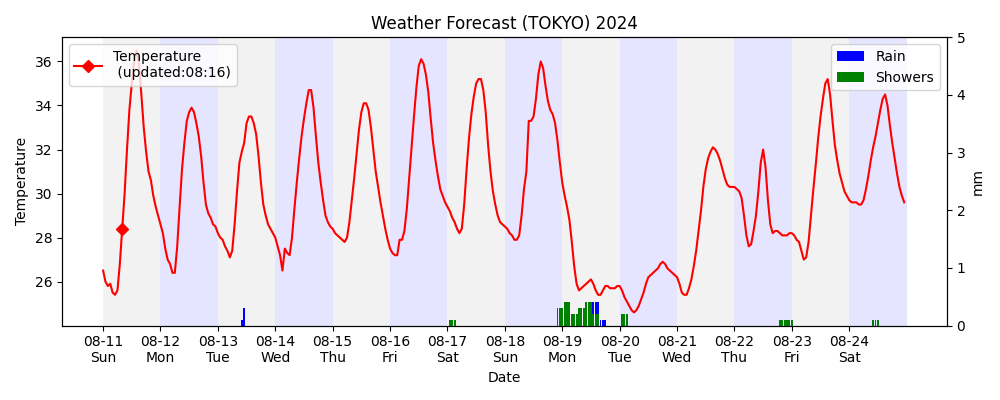 Weather Forecast (TOKYO) 2024
Temperature
(updated:08:16)
Rain
Showers
Temperature
36
34
32
30
28
26
5
4
3
2
1
0
mm
08-11 08-12 08-13 08-14 08-15 08-16 08-17 08-18 08-19 08-20 08-21 08-22 08-23 08-24
Sun Mon Tue Wed Thu Fri Sat Sun Mon Tue Wed Thu Fri Sat
Date